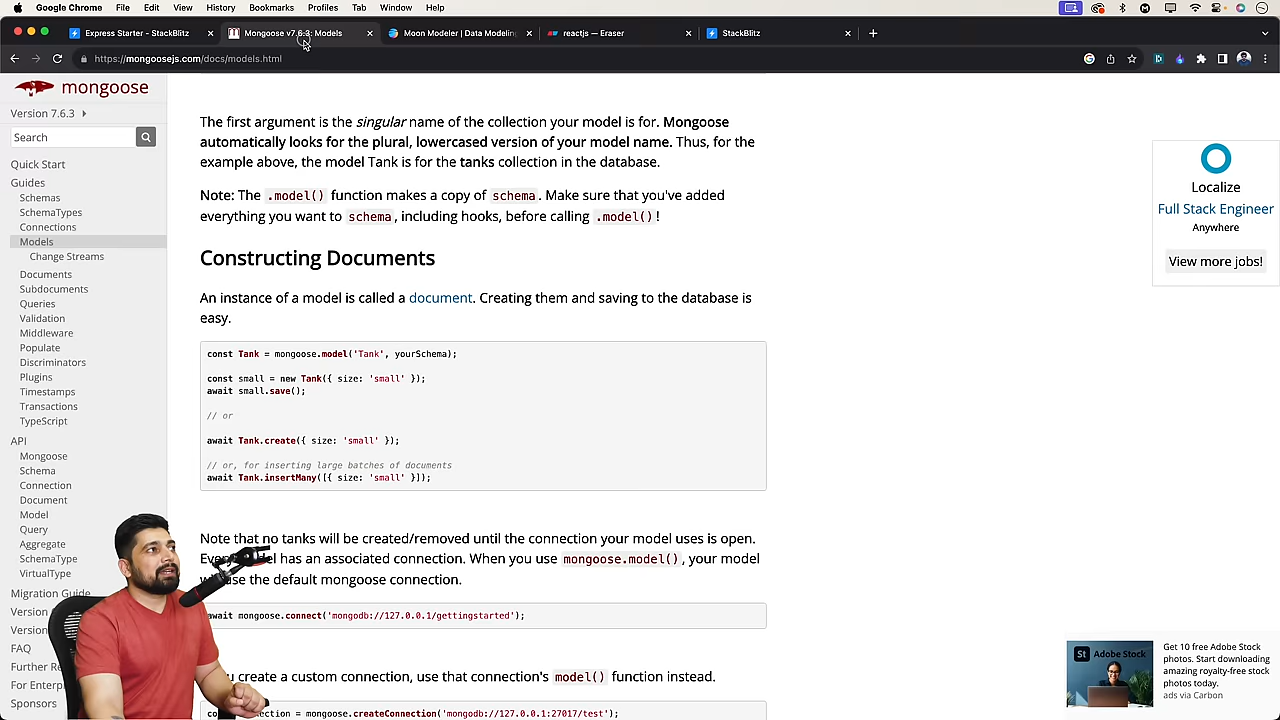 Google Chrome File Edit View History Bookmarks Profiles Tab Window Help
Express Starter - StackBlitz
Mongoose v7.6.3: Models
Moon Modeler | Data Modeling
reactjs — Eraser
StackBlitz
https://mongoosejs.com/docs/models.html
mongoose
Version 7.6.3
Search
Quick Start
Guides
Schemas
SchemaTypes
Connections
Models
Change Streams
Documents
Subdocuments
Queries
Validation
Middleware
Populate
Discriminators
Plugins
Timestamps
Transactions
TypeScript
API
Mongoose
Schema
Connection
Document
Model
Query
Aggregate
SchemaType
VirtualType
Migration Guide
Version
Version
FAQ
Further
For
Sponsors
The first argument is the singular name of the collection your model is for. Mongoose
automatically looks for the plural, lowercased version of your model name. Thus, for the
example above, the model Tank is for the tanks collection in the database.
Note: The .model() function makes a copy of schema. Make sure that you've added
everything you want to schema, including hooks, before calling .model()!
Constructing Documents
An instance of a model is called a document. Creating them and saving to the database is
easy.
const Tank = mongoose.model('Tank', yourSchema);
const small = new Tank({ size: 'small' });
await small.save();
// or
await Tank.create({ size: 'small' });
// or, for inserting large batches of documents
await Tank.insertMany([{ size: 'small' }]);
Note that no tanks will be created/removed until the connection your model uses is open.
has an associated connection. When you use mongoose.model(), your model
use the default mongoose connection.
await mongoose.connect('mongodb://127.0.0.1/gettingstarted');
create a custom connection, use that connection's model() function instead.
= mongoose.createConnection('mongodb://127.0.0.1:27017/test');
Localize
Full Stack Engineer
Anywhere
View more jobs!
St Adobe Stock
Get 10 free Adobe Stock
photos. Start downloading
amazing royalty-free stock
photos today.
ads via Carbon